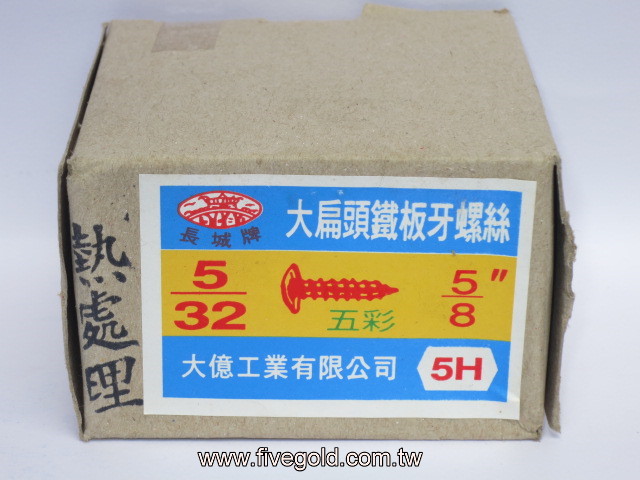 熱處理
長城牌
大扁頭鐵板牙螺絲
5/32
五彩
5/8"
大億工業有限公司
5H
www.fivegold.com.tw